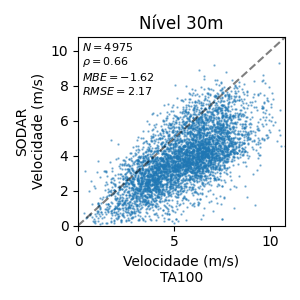 Nível 30m
N = 4975
ρ = 0.66
MBE = −1.62
RMSE = 2.17
10
8
6
4
2
0
SODAR
Velocidade (m/s)
0 5 10
Velocidade (m/s)
TA100